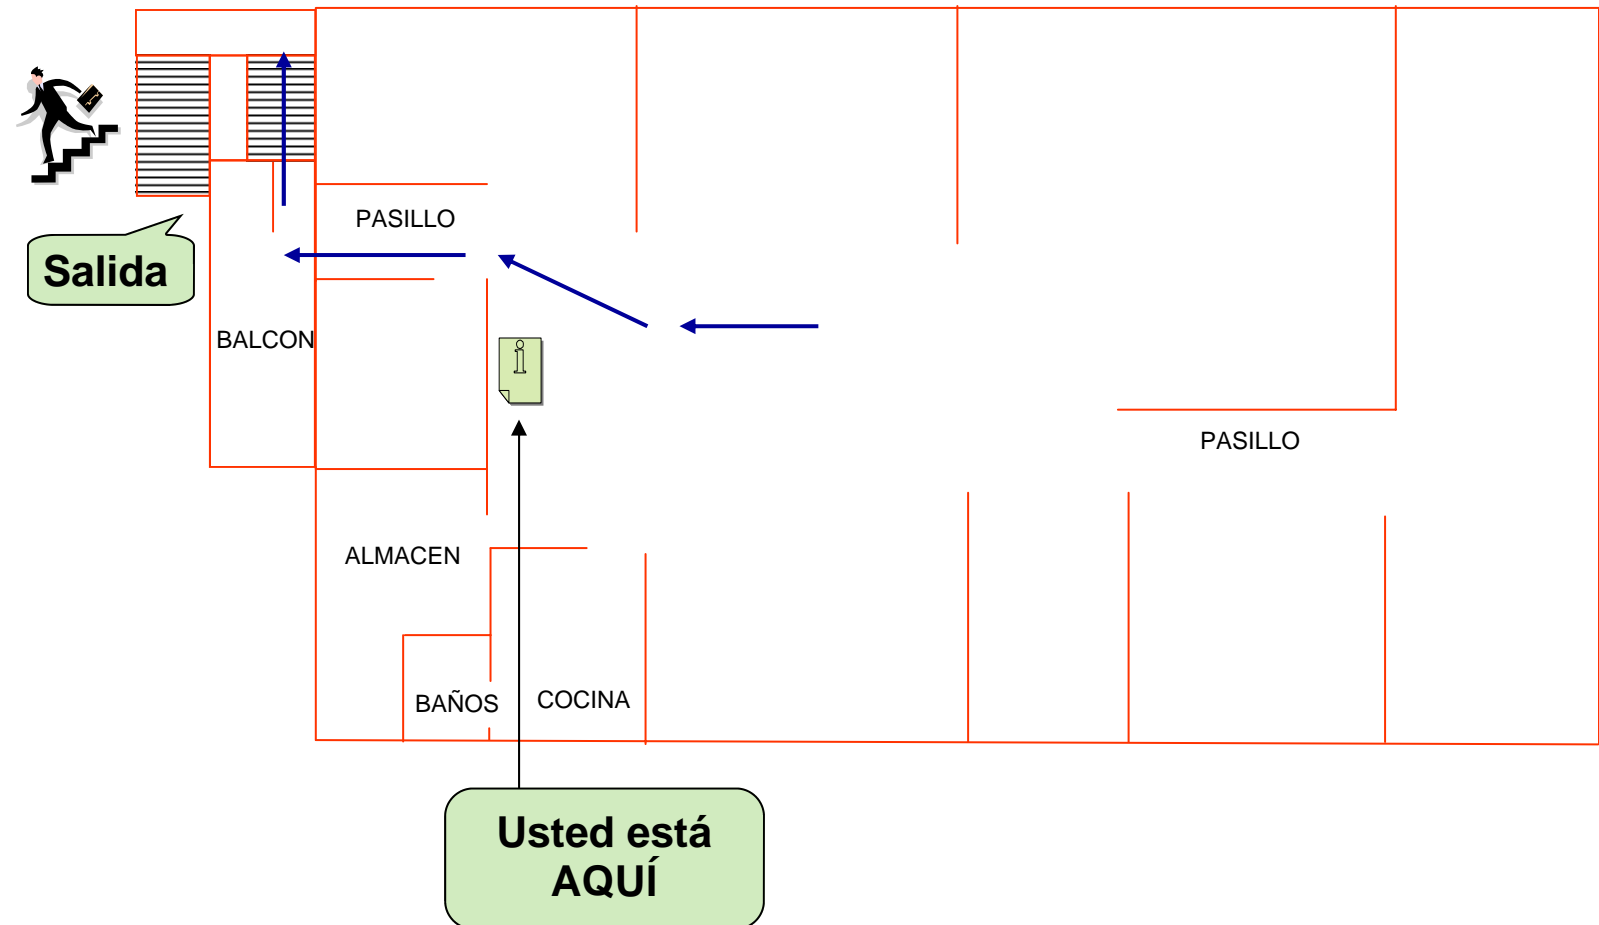 PASILLO
Salida
BALCON
i
PASILLO
ALMACEN
BAÑOS
COCINA
Usted está
AQUÍ